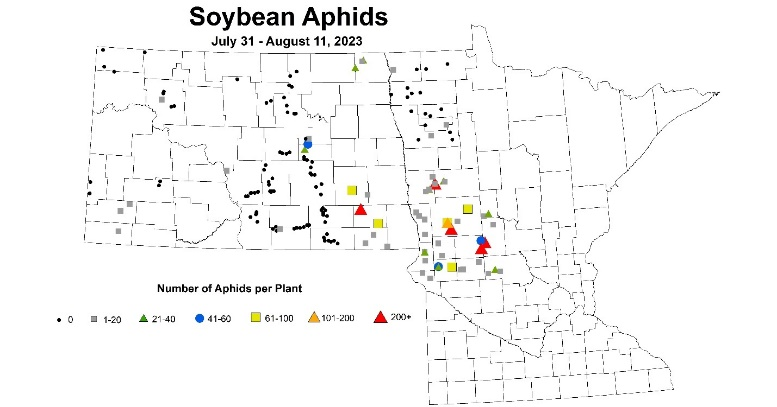 Soybean Aphids
July 31 - August 11, 2023
Number of Aphids per Plant
0 1-20 21-40 41-60 61-100 101-200 200+